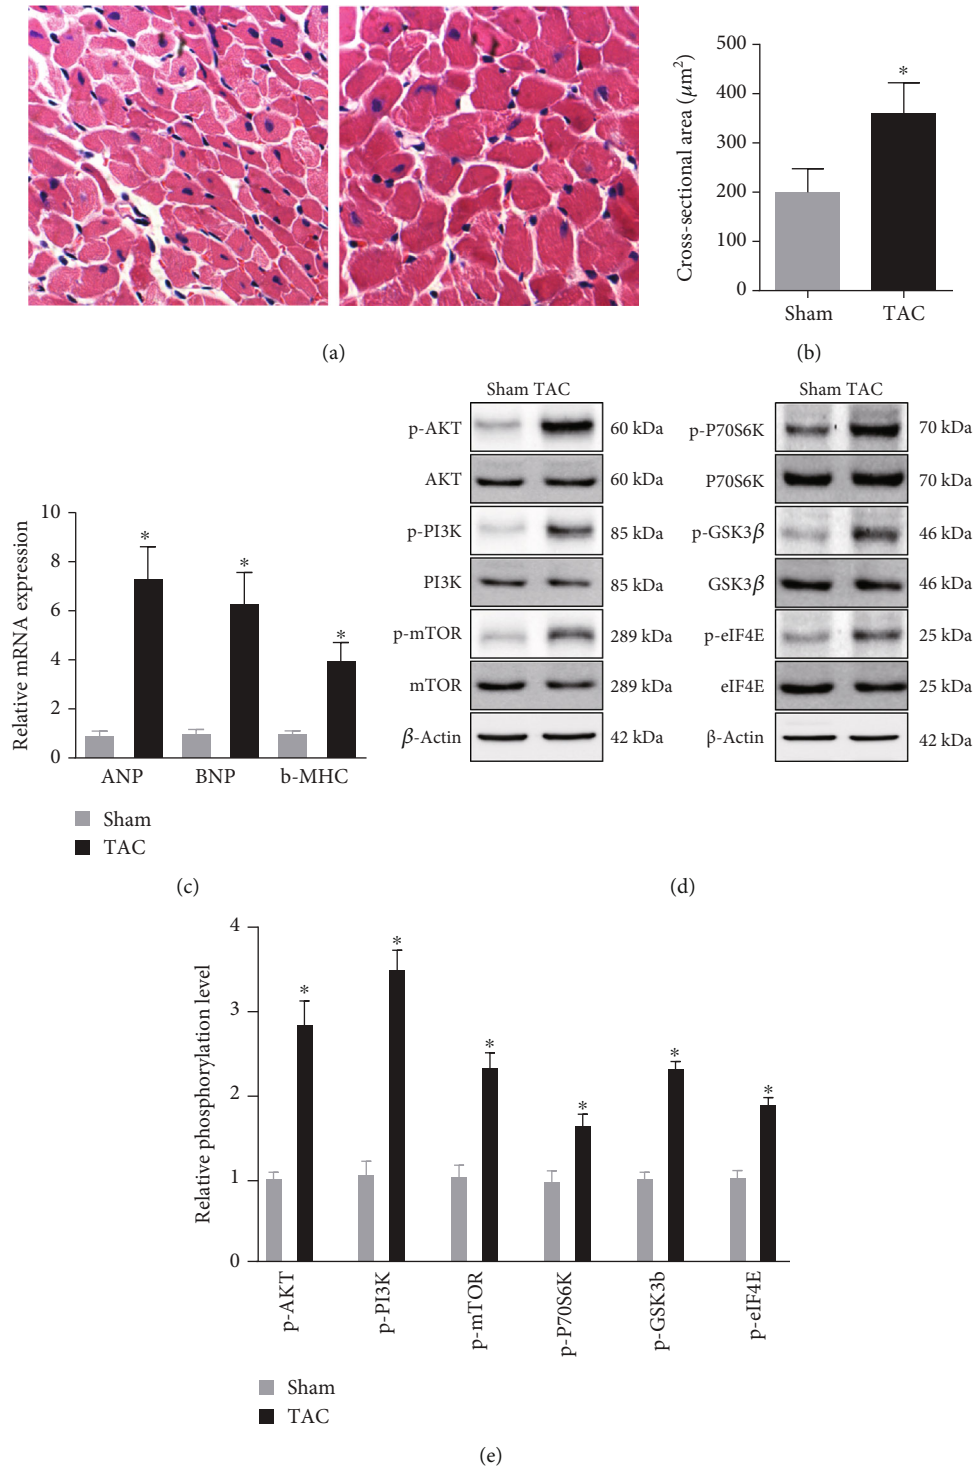 500
400
300
200
100
0
Cross-sectional area (μm²)
*
Sham TAC
(a)
(b)
10
8
6
4
2
0
Relative mRNA expression
* * *
ANP BNP b-MHC
Sham
TAC
(c)
Sham TAC
p-AKT 60 kDa
AKT 60 kDa
p-PI3K 85 kDa
PI3K 85 kDa
p-mTOR 289 kDa
mTOR 289 kDa
β-Actin 42 kDa
Sham TAC
p-P70S6K 70 kDa
P70S6K 70 kDa
p-GSK3β 46 kDa
GSK3β 46 kDa
p-eIF4E 25 kDa
eIF4E 25 kDa
β-Actin 42 kDa
(d)
4
3
2
1
0
Relative phosphorylation level
* * * * * *
p-AKT
p-PI3K
p-mTOR
p-P70S6K
p-GSK3b
p-eIF4E
Sham
TAC
(e)